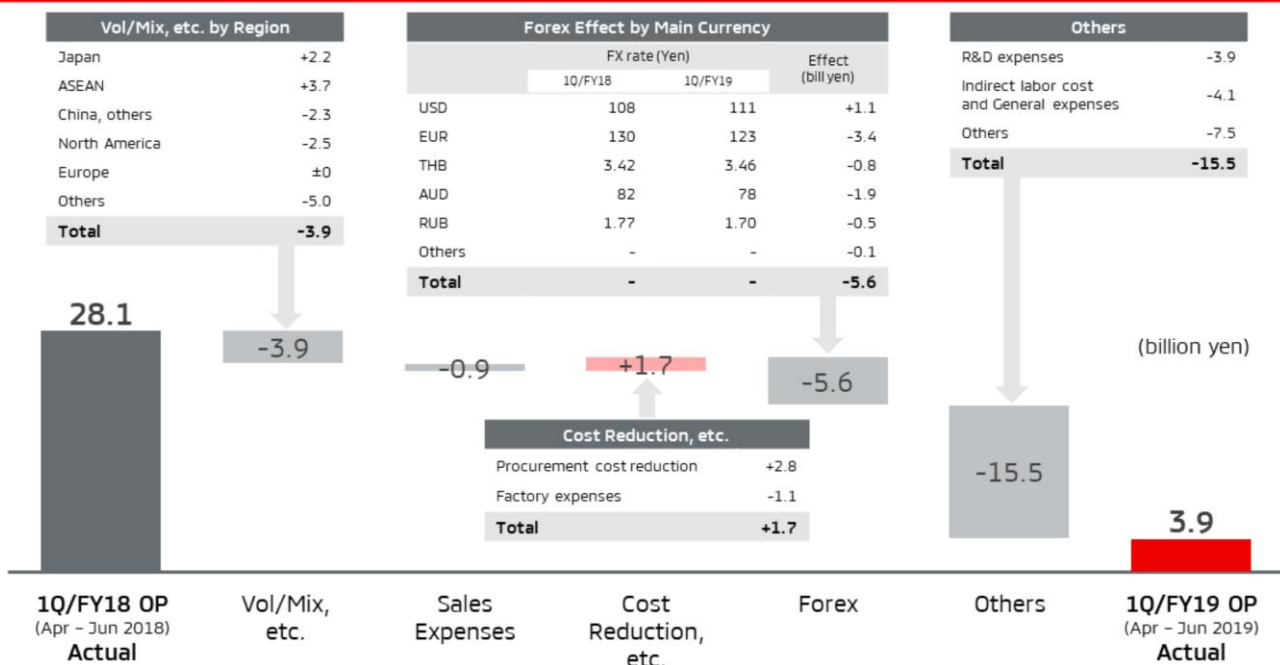 Vol/Mix, etc. by Region
Japan +2.2
ASEAN +3.7
China, others -2.3
North America -2.5
Europe ±0
Others -5.0
Total -3.9
Forex Effect by Main Currency
FX rate (Yen) Effect
(bill yen)
1Q/FY18 1Q/FY19
USD 108 111 +1.1
EUR 130 123 -3.4
THB 3.42 3.46 -0.8
AUD 82 78 -1.9
RUB 1.77 1.70 -0.5
Others - - -0.1
Total - - -5.6
Others
R&D expenses -3.9
Indirect labor cost
and General expenses -4.1
Others -7.5
Total -15.5
28.1
-3.9
-0.9
+1.7
-5.6
(billion yen)
-15.5
3.9
Cost Reduction, etc.
Procurement cost reduction +2.8
Factory expenses -1.1
Total +1.7
1Q/FY18 OP
(Apr – Jun 2018)
Actual
Vol/Mix,
etc.
Sales
Expenses
Cost
Reduction,
etc.
Forex
Others
1Q/FY19 OP
(Apr – Jun 2019)
Actual